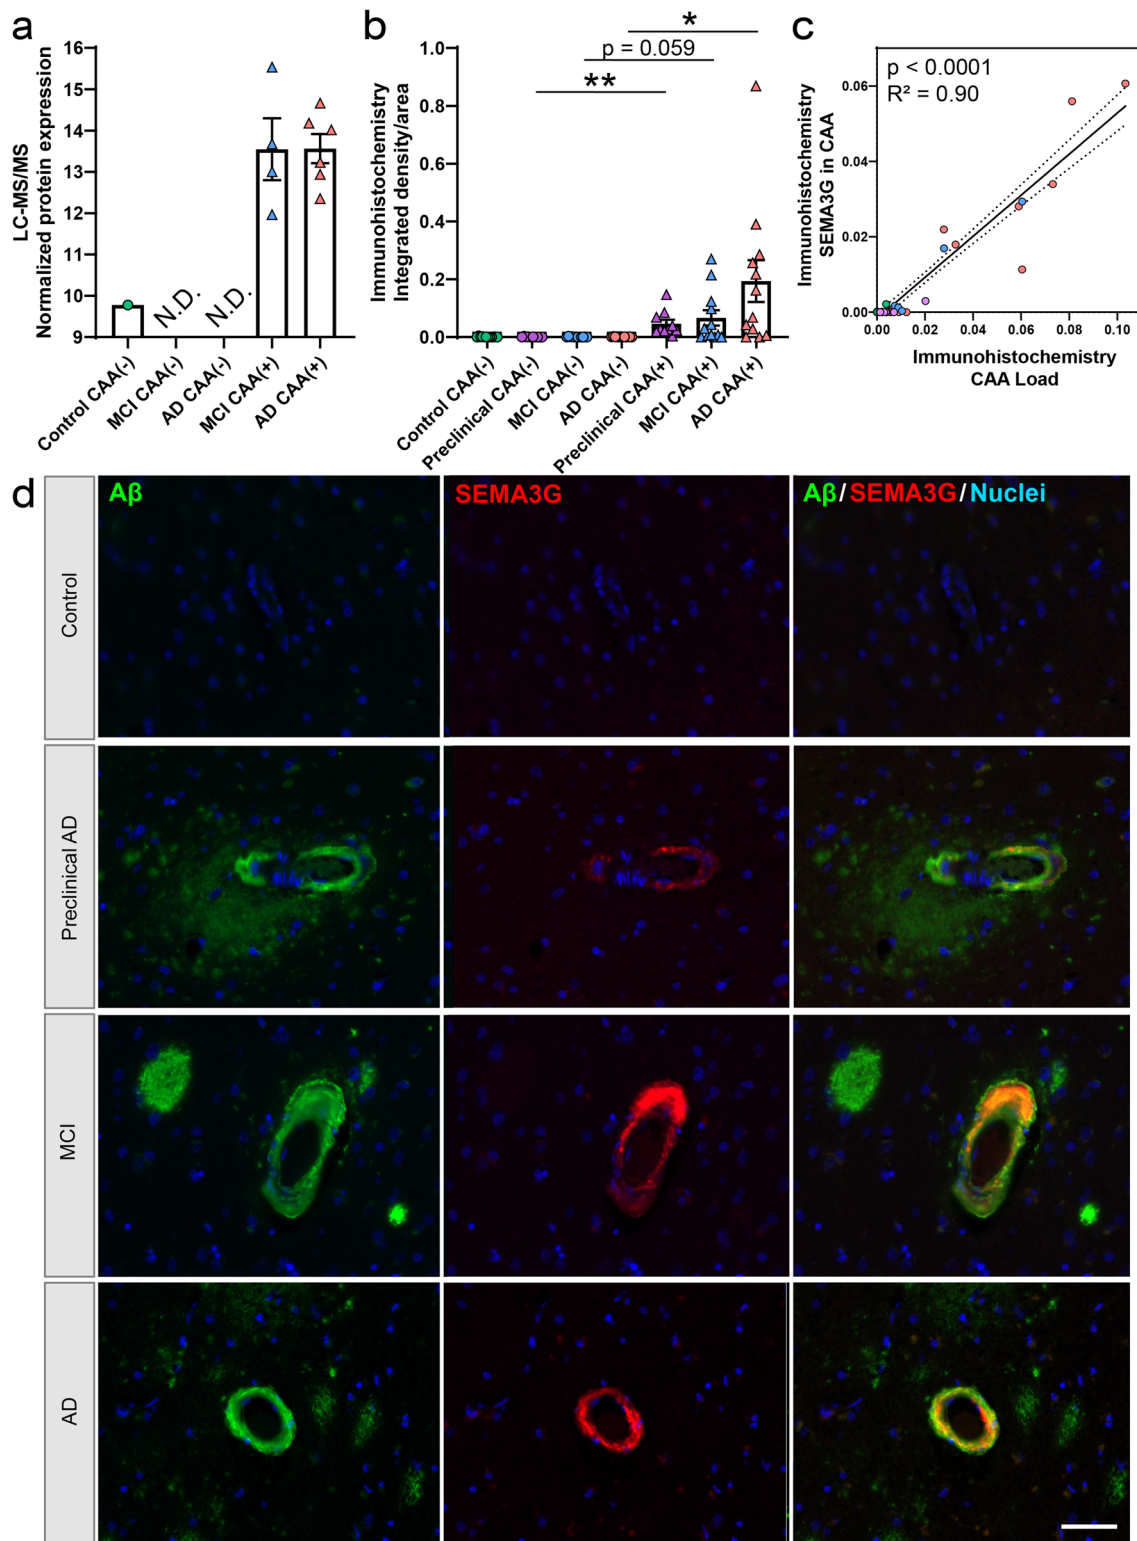 a
LC-MS/MS
Normalized protein expression
16
15
14
13
12
11
10
9
N.D.
N.D.
Control CAA(-)
MCI CAA(-)
AD CAA(-)
MCI CAA(+)
AD CAA(+)
b
Immunohistochemistry
Integrated density/area
1.0
0.8
0.6
0.4
0.2
0.0
*
p = 0.059
**
Control CAA(-)
Preclinical CAA(-)
MCI CAA(-)
AD CAA(-)
Preclinical CAA(+)
MCI CAA(+)
AD CAA(+)
c
Immunohistochemistry
SEMA3G in CAA
p < 0.0001
R² = 0.90
0.06
0.04
0.02
0.00
0.00
0.02
0.04
0.06
0.08
0.10
Immunohistochemistry
CAA Load
d
Aβ
SEMA3G
Aβ/SEMA3G/Nuclei
Control
Preclinical AD
MCI
AD